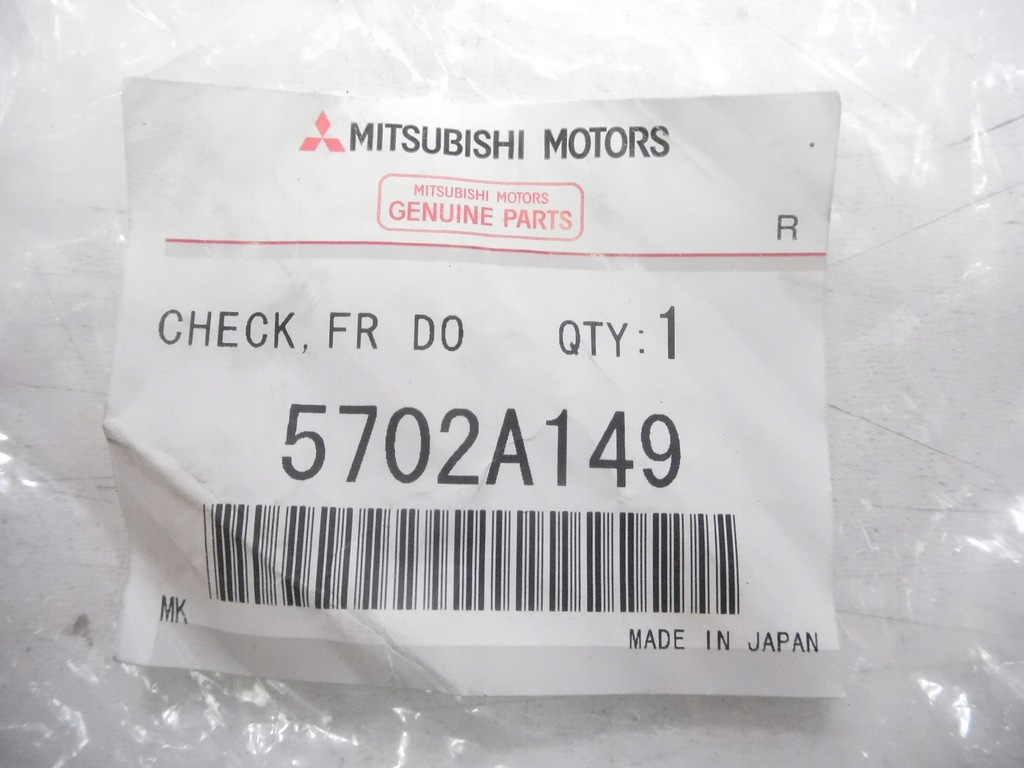 MITSUBISHI MOTORS
MITSUBISHI MOTORS
GENUINE PARTS
R
CHECK, FR DO QTY:1
5702A149
MK
MADE IN JAPAN